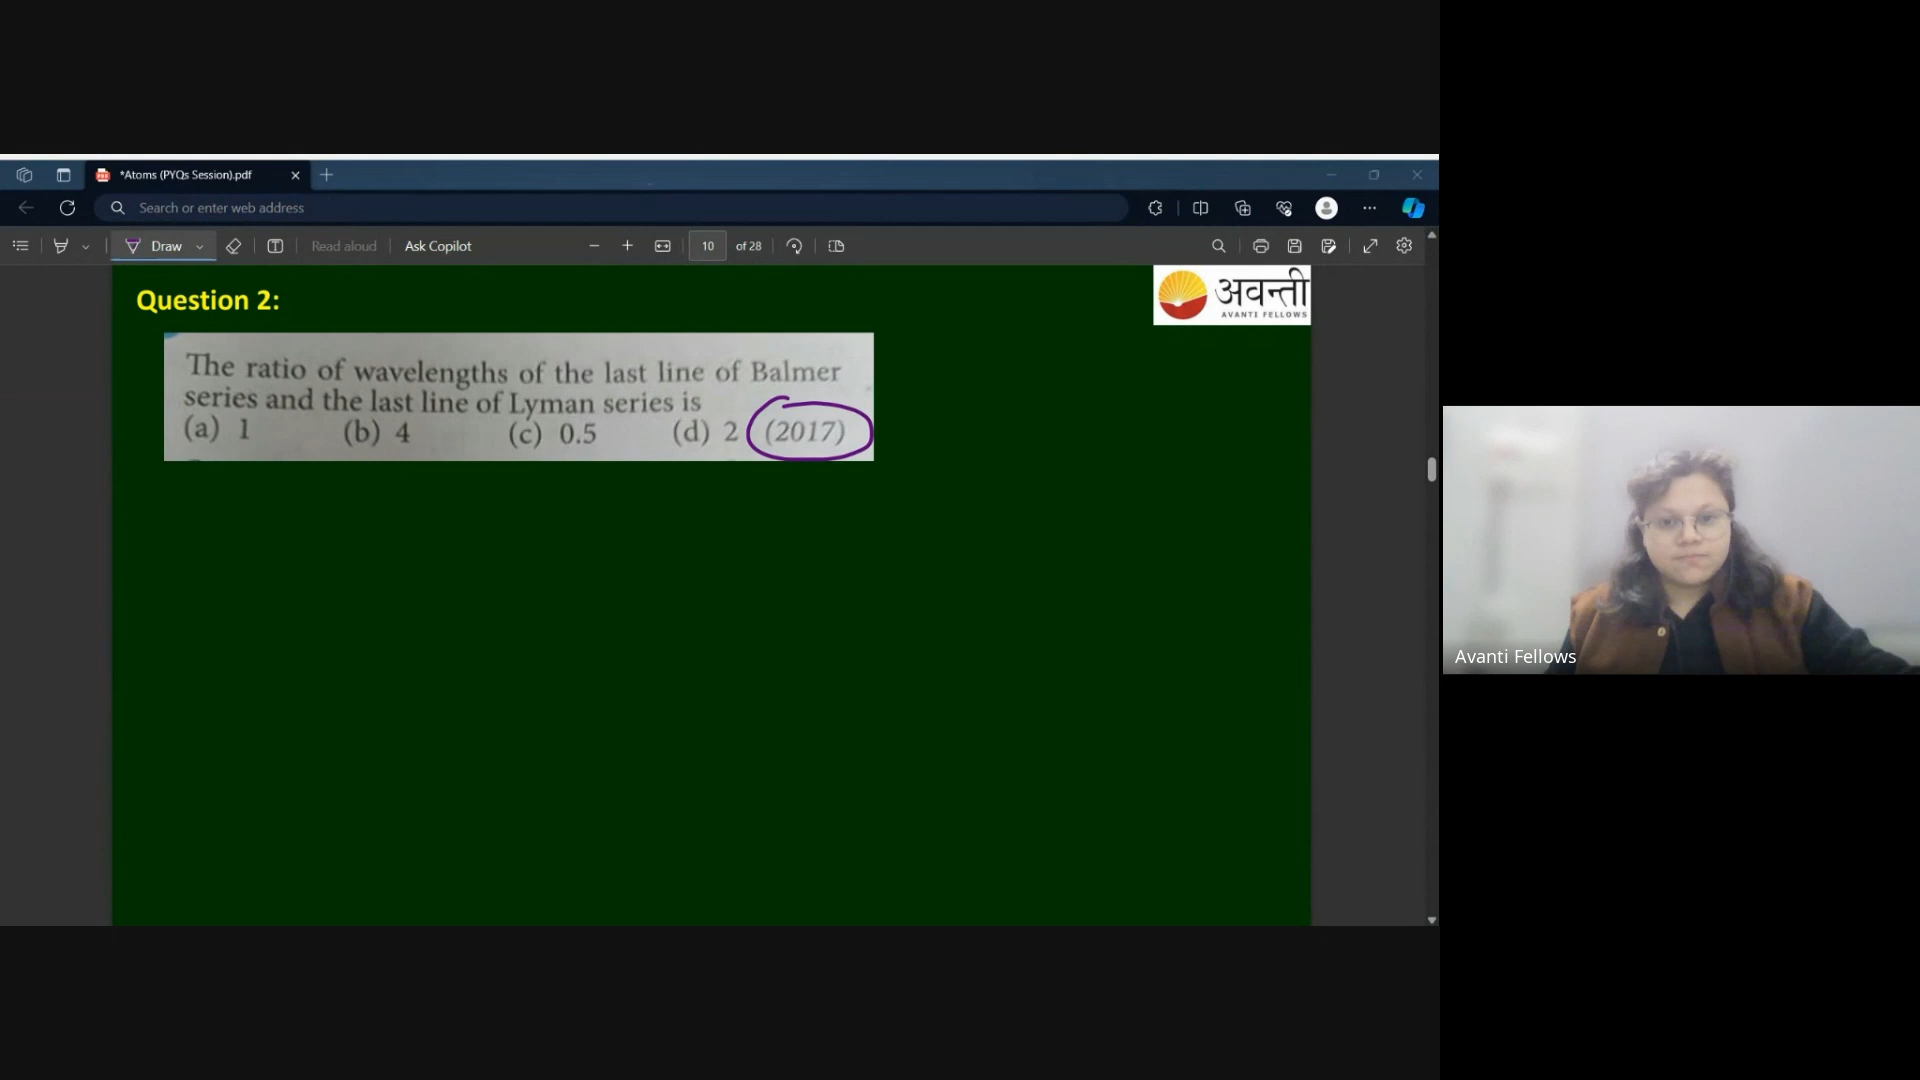 *Atoms (PYQs Session).pdf
Search or enter web address
Draw
Read aloud
Ask Copilot
10
of 28
Question 2:
अवन्ती
AVANTI FELLOWS
The ratio of wavelengths of the last line of Balmer
series and the last line of Lyman series is
(a) 1 (b) 4 (c) 0.5 (d) 2 (2017)
Avanti Fellows